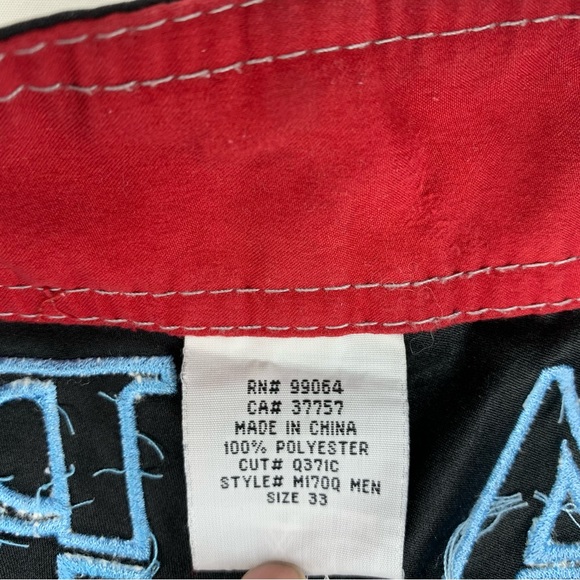 RN# 99064
CA# 37757
MADE IN CHINA
100% POLYESTER
CUT# Q371C
STYLE# M170Q MEN
SIZE 33